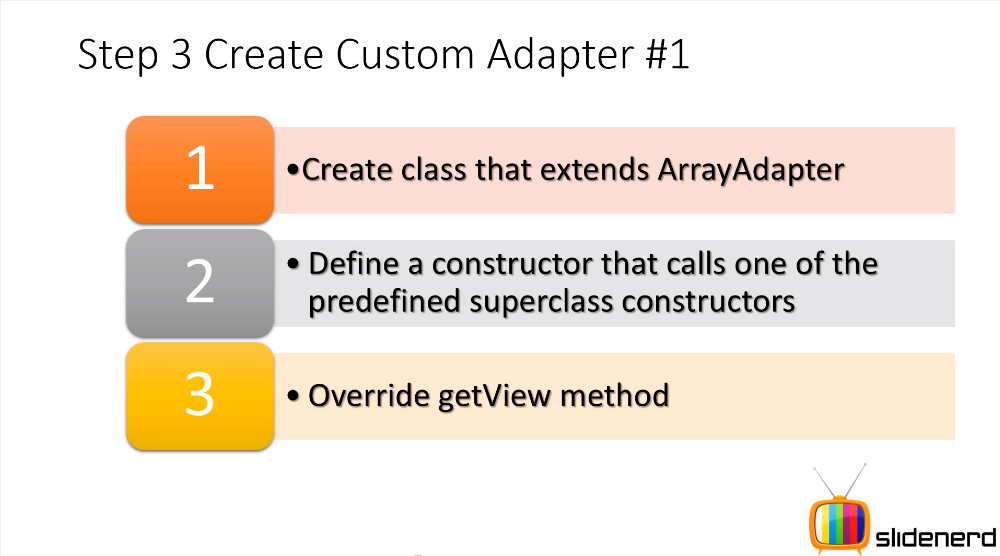 Step 3 Create Custom Adapter #1
1
•Create class that extends ArrayAdapter
2
• Define a constructor that calls one of the
predefined superclass constructors
3
• Override getView method
slidenerd